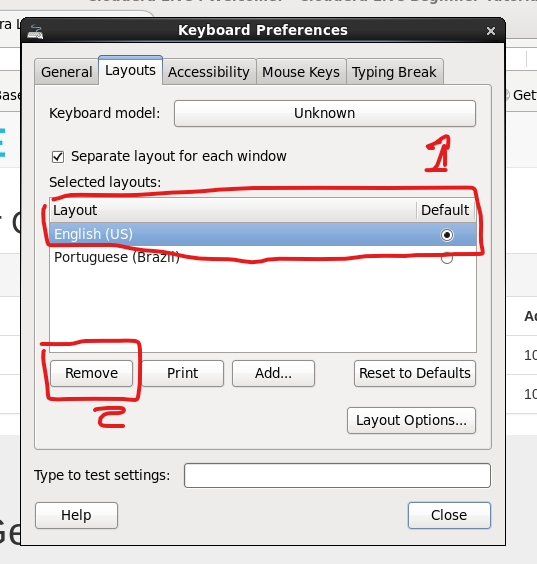 Keyboard Preferences
General Layouts Accessibility Mouse Keys Typing Break
Keyboard model: Unknown
1
Separate layout for each window
Selected layouts:
Layout Default
English (US)
Portuguese (Brazil)
Remove Print Add... Reset to Defaults
2
Layout Options...
Type to test settings:
Help Close